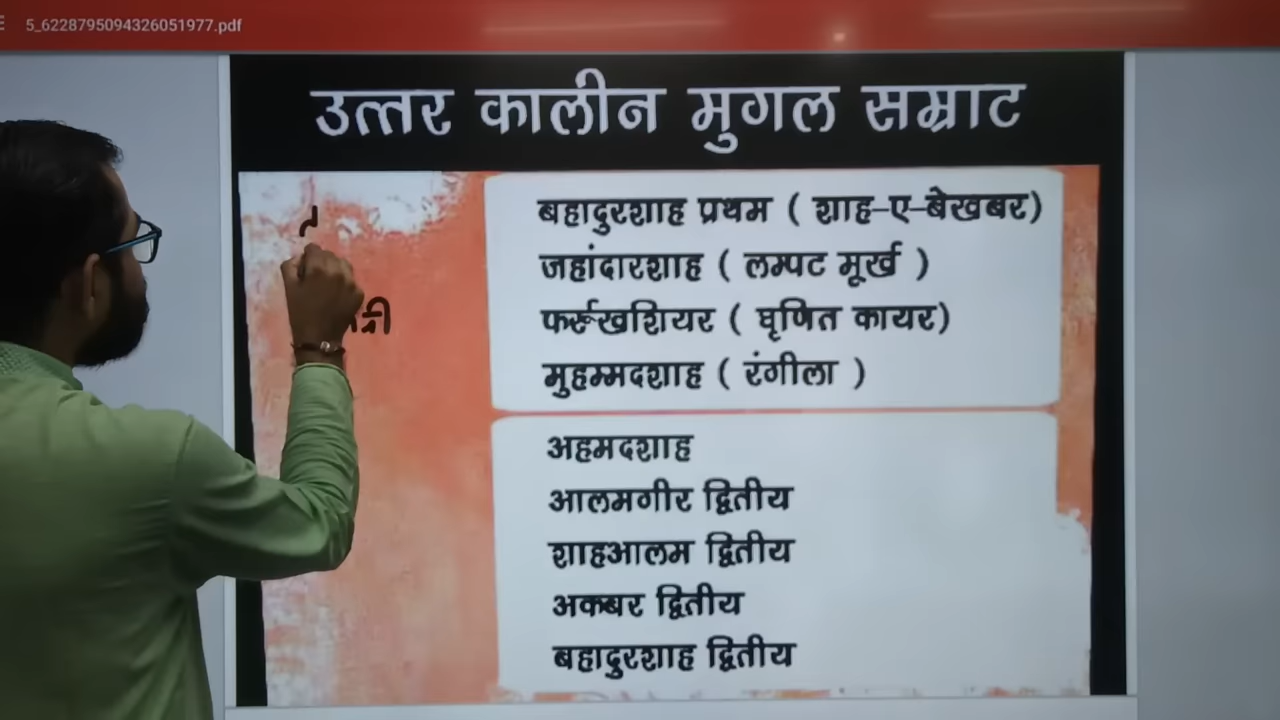 5_6228795094326051977.pdf
उत्तर कालीन मुगल सम्राट
बहादुरशाह प्रथम ( शाह-ए-बेखबर)
जहांदारशाह ( लम्पट मूर्ख )
फर्रूखशियर ( घृणित कायर)
मुहम्मदशाह ( रंगीला )
अहमदशाह
आलमगीर द्वितीय
शाहआलम द्वितीय
अकबर द्वितीय
बहादुरशाह द्वितीय